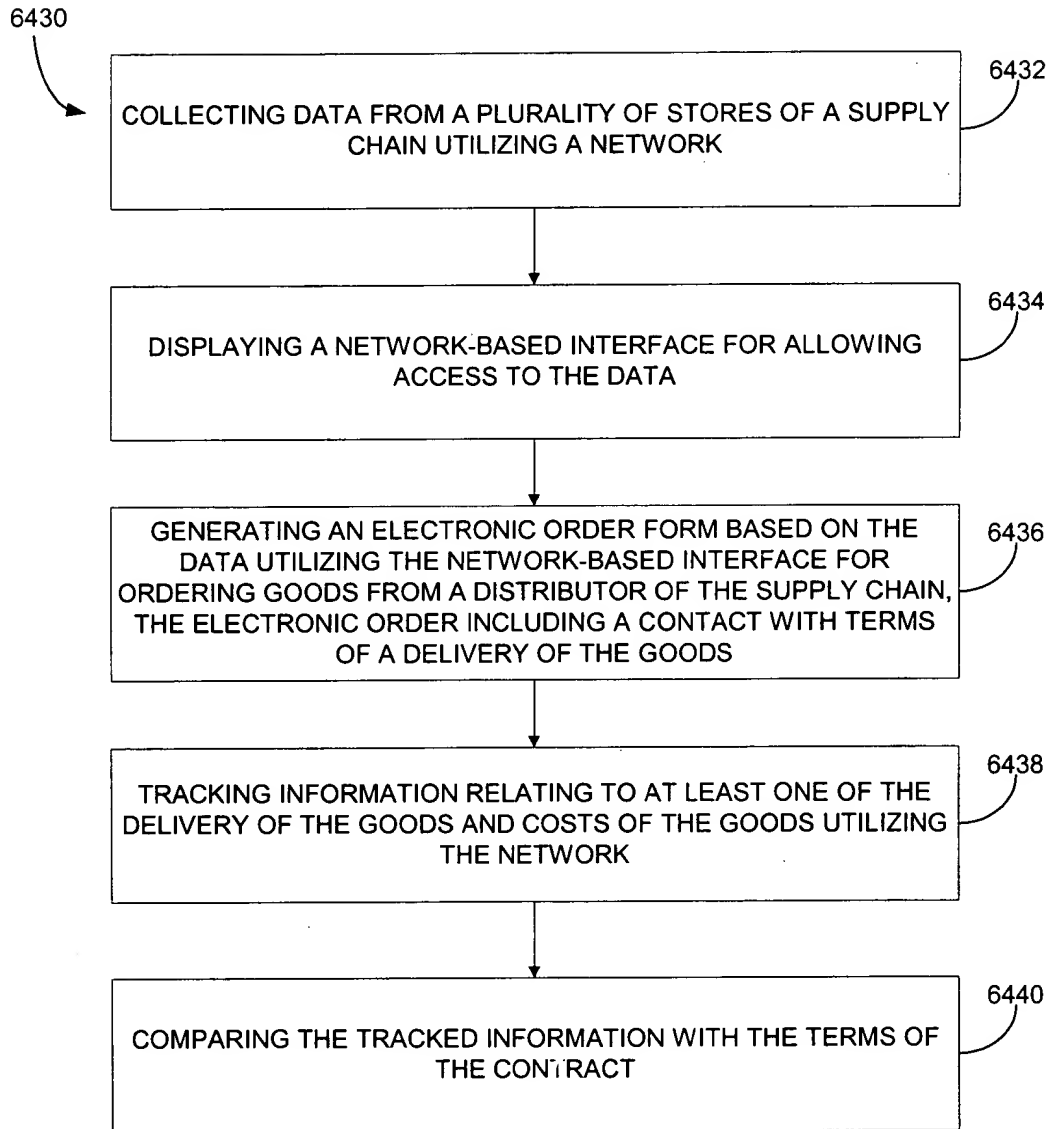 6430
6432
COLLECTING DATA FROM A PLURALITY OF STORES OF A SUPPLY
CHAIN UTILIZING A NETWORK
6434
DISPLAYING A NETWORK-BASED INTERFACE FOR ALLOWING
ACCESS TO THE DATA
6436
GENERATING AN ELECTRONIC ORDER FORM BASED ON THE
DATA UTILIZING THE NETWORK-BASED INTERFACE FOR
ORDERING GOODS FROM A DISTRIBUTOR OF THE SUPPLY CHAIN,
THE ELECTRONIC ORDER INCLUDING A CONTACT WITH TERMS
OF A DELIVERY OF THE GOODS
6438
TRACKING INFORMATION RELATING TO AT LEAST ONE OF THE
DELIVERY OF THE GOODS AND COSTS OF THE GOODS UTILIZING
THE NETWORK
6440
COMPARING THE TRACKED INFORMATION WITH THE TERMS OF
THE CONTRACT